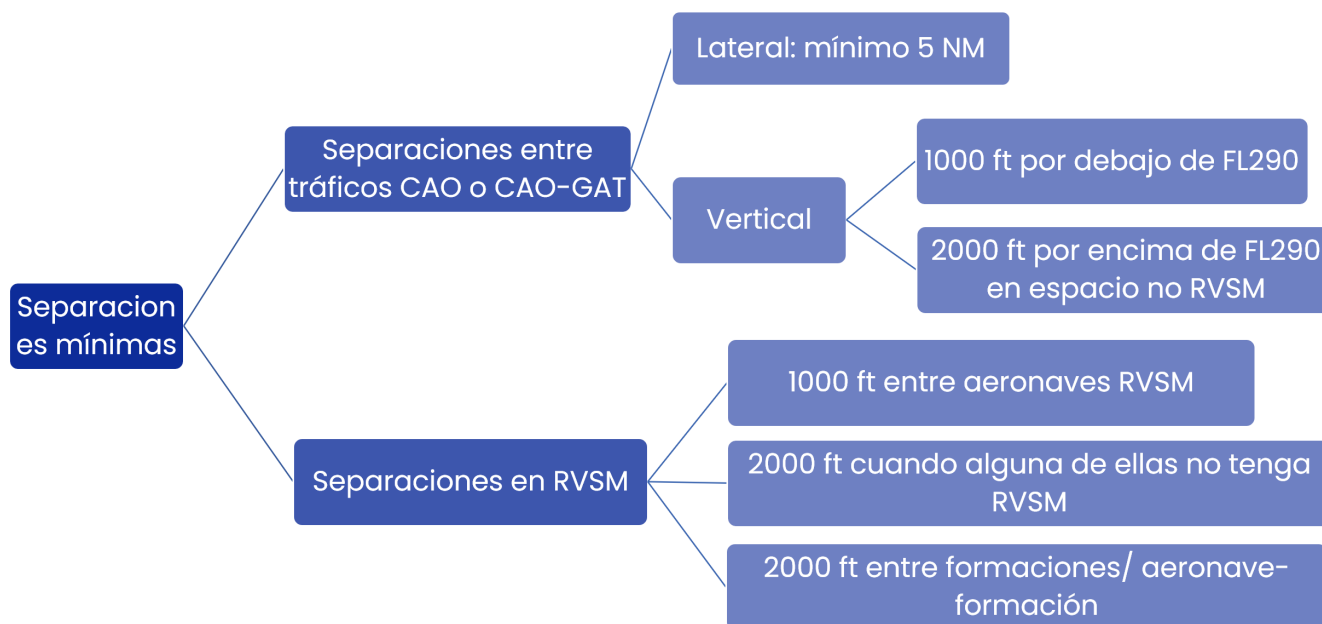 Separacion
es mínimas
Separaciones entre
tráficos CAO o CAO-GAT
Lateral: mínimo 5 NM
Vertical
1000 ft por debajo de FL290
2000 ft por encima de FL290
en espacio no RVSM
Separaciones en RVSM
1000 ft entre aeronaves RVSM
2000 ft cuando alguna de ellas no tenga
RVSM
2000 ft entre formaciones/ aeronave-
formación